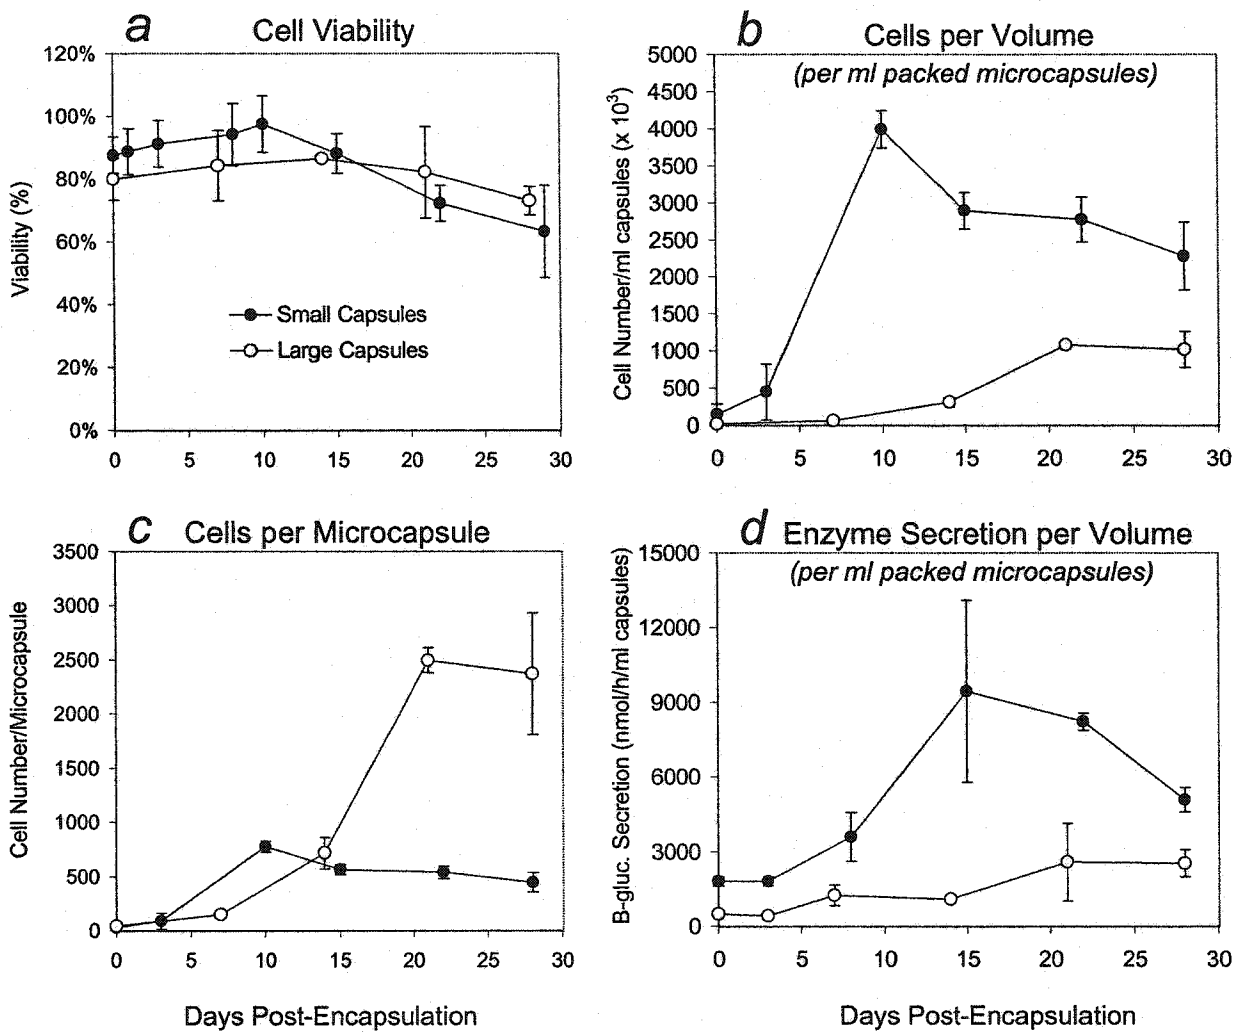 a Cell Viability
120%
100%
80%
60%
40%
20%
0%
Viability (%)
Small Capsules
Large Capsules
0 5 10 15 20 25 30
b Cells per Volume
(per ml packed microcapsules)
5000
4500
4000
3500
3000
2500
2000
1500
1000
500
0
Cell Number/ml capsules (x 10³)
0 5 10 15 20 25 30
c Cells per Microcapsule
3500
3000
2500
2000
1500
1000
500
0
Cell Number/Microcapsule
0 5 10 15 20 25 30
Days Post-Encapsulation
d Enzyme Secretion per Volume
(per ml packed microcapsules)
15000
12000
9000
6000
3000
0
B-gluc. Secretion (nmol/h/ml capsules)
0 5 10 15 20 25 30
Days Post-Encapsulation